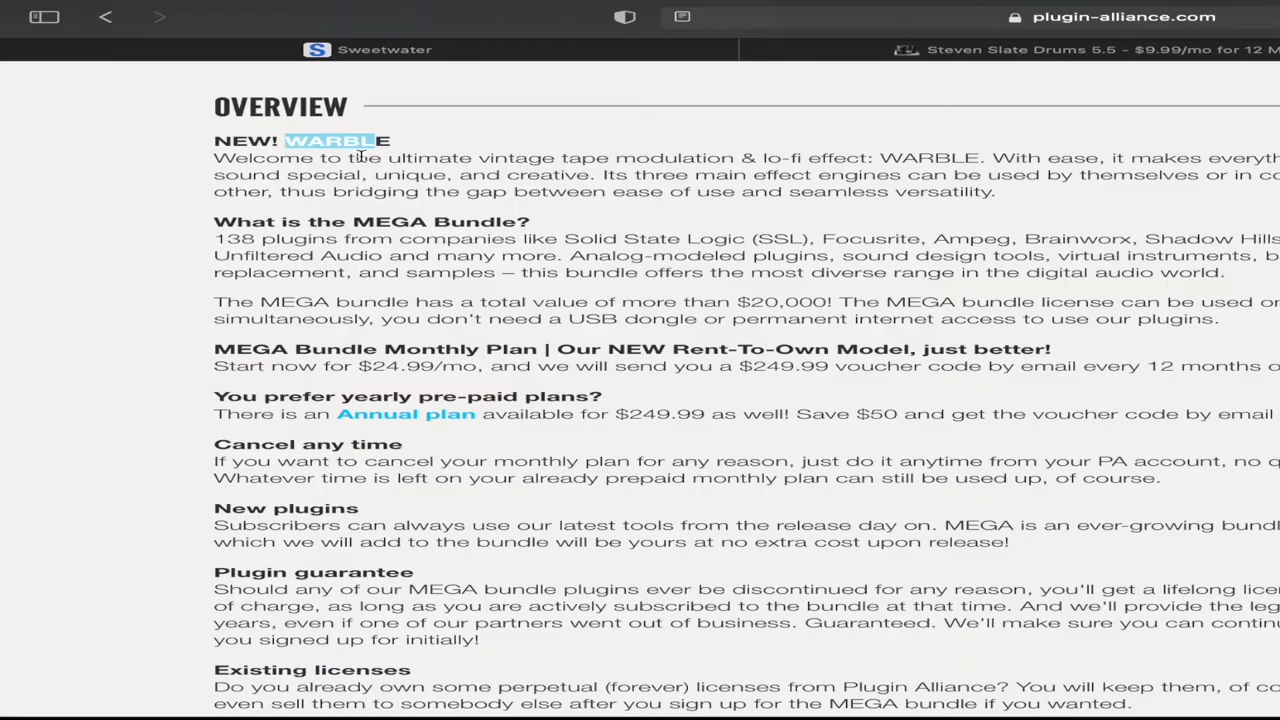 plugin-alliance.com
Sweetwater
Steven Slate Drums 5.5 - $9.99/mo for 12 M
OVERVIEW
NEW! WARBLE
Welcome to the ultimate vintage tape modulation & lo-fi effect: WARBLE. With ease, it makes everyth
sound special, unique, and creative. Its three main effect engines can be used by themselves or in co
other, thus bridging the gap between ease of use and seamless versatility.
What is the MEGA Bundle?
138 plugins from companies like Solid State Logic (SSL), Focusrite, Ampeg, Brainworx, Shadow Hills
Unfiltered Audio and many more. Analog-modeled plugins, sound design tools, virtual instruments, b
replacement, and samples – this bundle offers the most diverse range in the digital audio world.
The MEGA bundle has a total value of more than $20,000! The MEGA bundle license can be used or
simultaneously, you don't need a USB dongle or permanent internet access to use our plugins.
MEGA Bundle Monthly Plan | Our NEW Rent-To-Own Model, just better!
Start now for $24.99/mo, and we will send you a $249.99 voucher code by email every 12 months o
You prefer yearly pre-paid plans?
There is an Annual plan available for $249.99 as well! Save $50 and get the voucher code by email
Cancel any time
If you want to cancel your monthly plan for any reason, just do it anytime from your PA account, no q
Whatever time is left on your already prepaid monthly plan can still be used up, of course.
New plugins
Subscribers can always use our latest tools from the release day on. MEGA is an ever-growing bundl
which we will add to the bundle will be yours at no extra cost upon release!
Plugin guarantee
Should any of our MEGA bundle plugins ever be discontinued for any reason, you'll get a lifelong licer
of charge, as long as you are actively subscribed to the bundle at that time. And we'll provide the leg
years, even if one of our partners went out of business. Guaranteed. We'll make sure you can continu
you signed up for initially!
Existing licenses
Do you already own some perpetual (forever) licenses from Plugin Alliance? You will keep them, of co
even sell them to somebody else after you sign up for the MEGA bundle if you wanted.